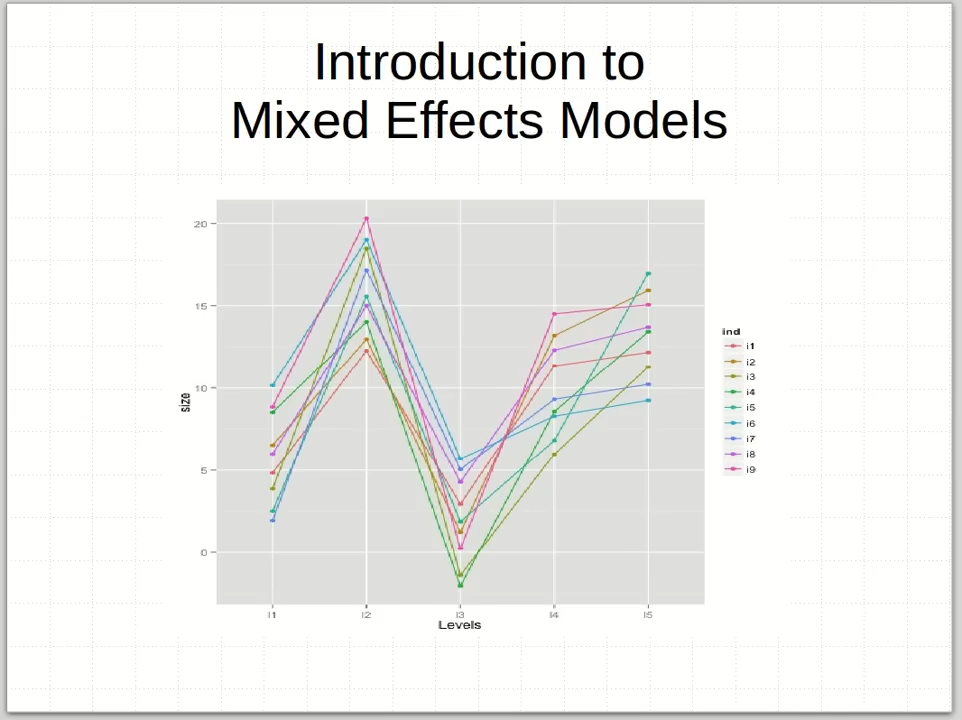 Introduction to
Mixed Effects Models
20
15
10
5
0
size
l1 l2 l3 l4 l5
Levels
ind
i1
i2
i3
i4
i5
i6
i7
i8
i9